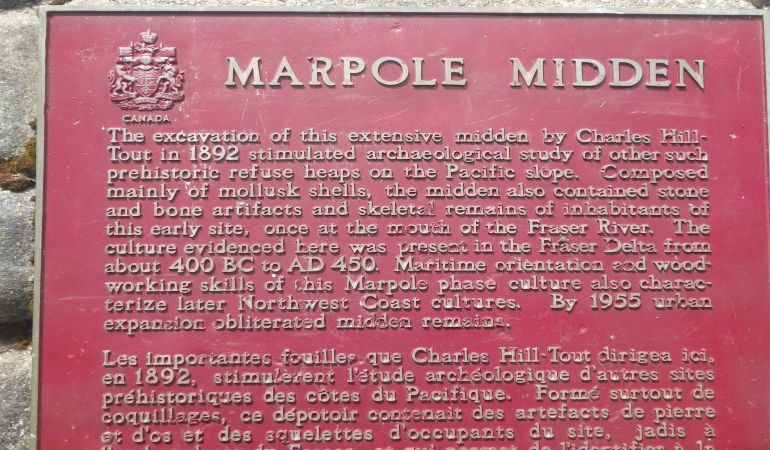 MARPOLE MIDDEN
CANADA
The excavation of this extensive midden by Charles Hill-
Tout in 1892 stimulated archaeological study of other such
prehistoric refuse heaps on the Pacific slope. Composed
mainly of mollusk shells, the midden also contained stone
and bone artifacts and skeletal remains of inhabitants of
this early site, once at the mouth of the Fraser River. The
culture evidenced here was present in the Fraser Delta from
about 400 BC to AD 450. Maritime orientation and wood-
working skills of this Marpole phase culture also charac-
terize later Northwest Coast cultures. By 1955 urban
expansion obliterated midden remains.
Les importantes fouilles que Charles Hill-Tout dirigea ici,
en 1892, stimulèrent l'étude archéologique d'autres sites
préhistoriques des côtes du Pacifique. Formé surtout de
coquillages, ce dépotoir contenait des artefacts de pierre
et d'os et des squelettes d'occupants du site, jadis à